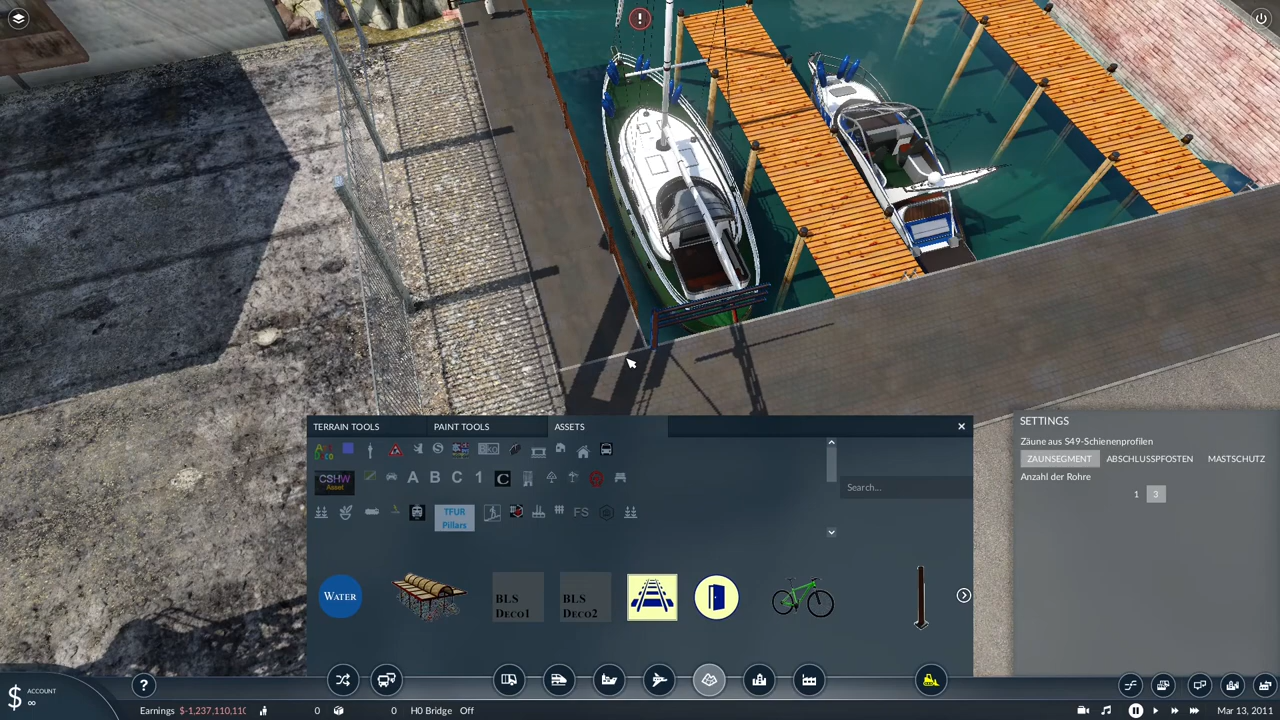 TERRAIN TOOLS PAINT TOOLS ASSETS
SETTINGS
Zäune aus S49-Schienenprofilen
ZAUNSEGMENT ABSCHLUSSPFOSTEN MASTSCHUTZ
Anzahl der Rohre
1 3
A B C 1 C
CSHW
Asset
Search...
TFUR
Pillars
FS
WATER
BLS
DECO1
BLS
DECO2
$ ACCOUNT
∞
?
Earnings $-1,237,110,11 0 0 H0 Bridge Off
Mar 13, 2011